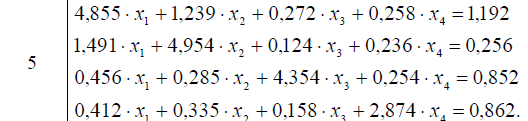 4,855 · x₁ + 1,239 · x₂ + 0,272 · x₃ + 0,258 · x₄ = 1,192
1,491 · x₁ + 4,954 · x₂ + 0,124 · x₃ + 0,236 · x₄ = 0,256
5
0,456 · x₁ + 0,285 · x₂ + 4,354 · x₃ + 0,254 · x₄ = 0,852
0,412 · x₁ + 0,335 · x₂ + 0,158 · x₃ + 2,874 · x₄ = 0,862.